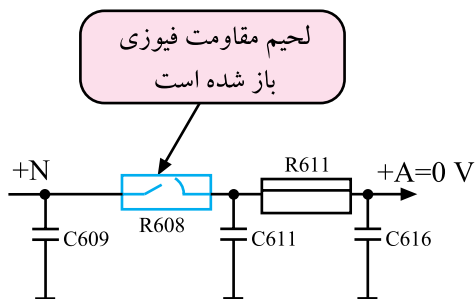 لحیم مقاومت فیوزی
باز شده است
+N
R611
+A=0 V
R608
C609
C611
C616